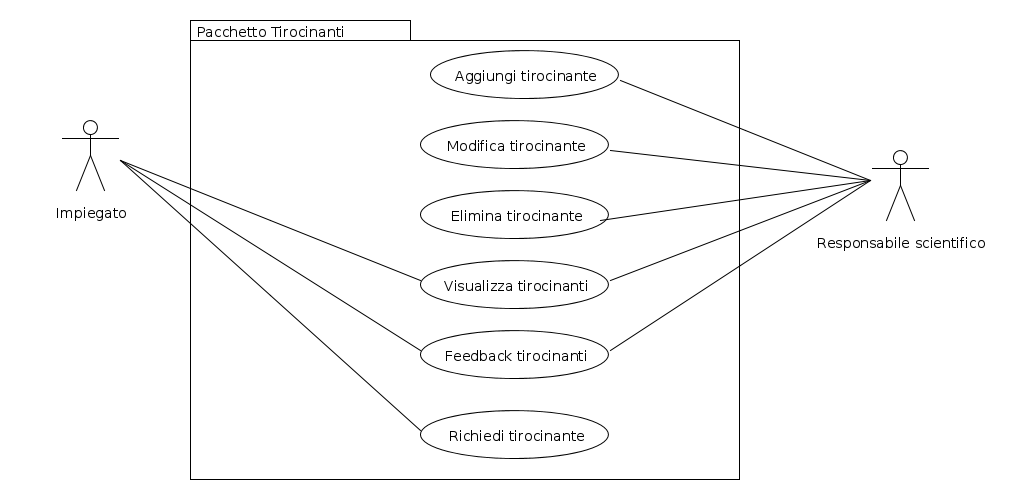 Pacchetto Tirocinanti
Aggiungi tirocinante
Modifica tirocinante
Impiegato
Elimina tirocinante
Responsabile scientifico
Visualizza tirocinanti
Feedback tirocinanti
Richiedi tirocinante